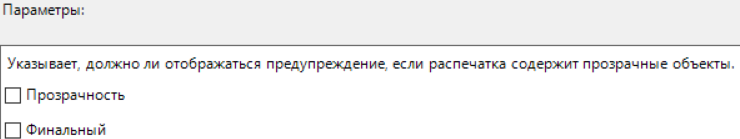 Параметры:
Указывает, должно ли отображаться предупреждение, если распечатка содержит прозрачные объекты.
Прозрачность
Финальный